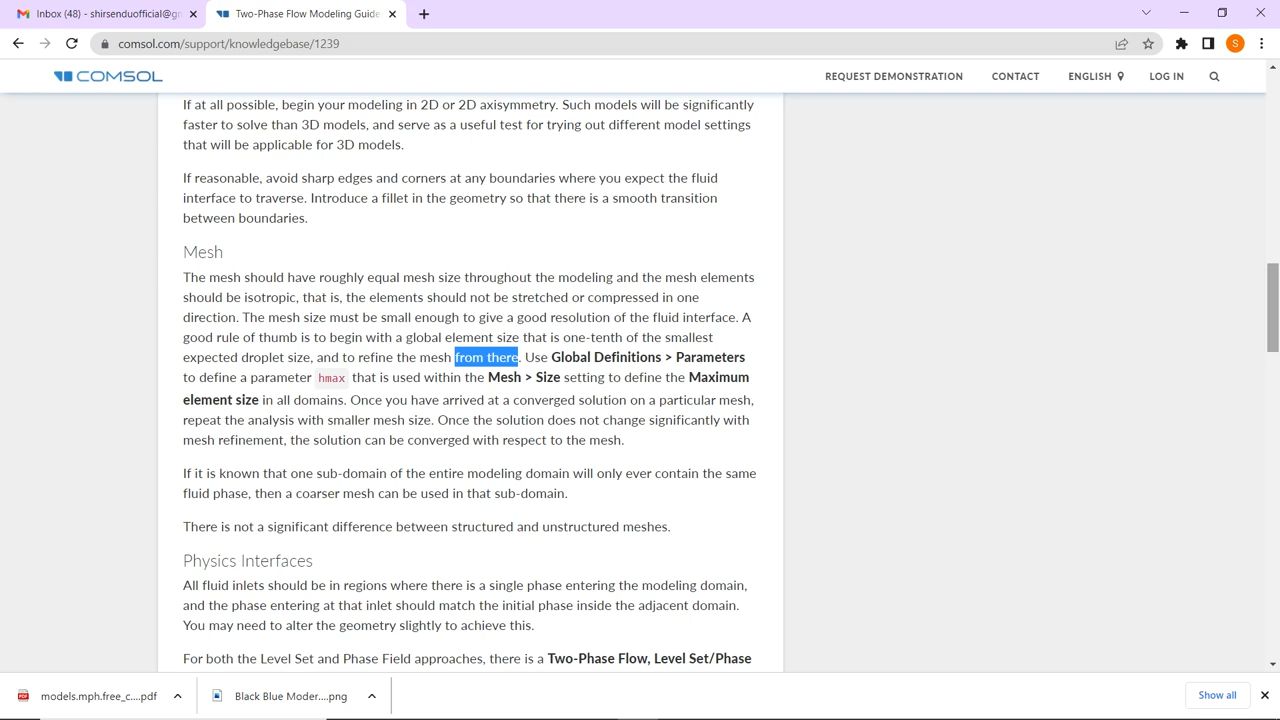 Inbox (48) - shirsenduofficial@gm
Two-Phase Flow Modeling Guide
comsol.com/support/knowledgebase/1239
S
COMSOL
REQUEST DEMONSTRATION
CONTACT
ENGLISH
LOG IN
If at all possible, begin your modeling in 2D or 2D axisymmetry. Such models will be significantly
faster to solve than 3D models, and serve as a useful test for trying out different model settings
that will be applicable for 3D models.
If reasonable, avoid sharp edges and corners at any boundaries where you expect the fluid
interface to traverse. Introduce a fillet in the geometry so that there is a smooth transition
between boundaries.
Mesh
The mesh should have roughly equal mesh size throughout the modeling and the mesh elements
should be isotropic, that is, the elements should not be stretched or compressed in one
direction. The mesh size must be small enough to give a good resolution of the fluid interface. A
good rule of thumb is to begin with a global element size that is one-tenth of the smallest
expected droplet size, and to refine the mesh from there. Use Global Definitions > Parameters
to define a parameter hmax that is used within the Mesh > Size setting to define the Maximum
element size in all domains. Once you have arrived at a converged solution on a particular mesh,
repeat the analysis with smaller mesh size. Once the solution does not change significantly with
mesh refinement, the solution can be converged with respect to the mesh.
If it is known that one sub-domain of the entire modeling domain will only ever contain the same
fluid phase, then a coarser mesh can be used in that sub-domain.
There is not a significant difference between structured and unstructured meshes.
Physics Interfaces
All fluid inlets should be in regions where there is a single phase entering the modeling domain,
and the phase entering at that inlet should match the initial phase inside the adjacent domain.
You may need to alter the geometry slightly to achieve this.
For both the Level Set and Phase Field approaches, there is a Two-Phase Flow, Level Set/Phase
PDF
models.mph.free_c....pdf
Black Blue Moder....png
Show all